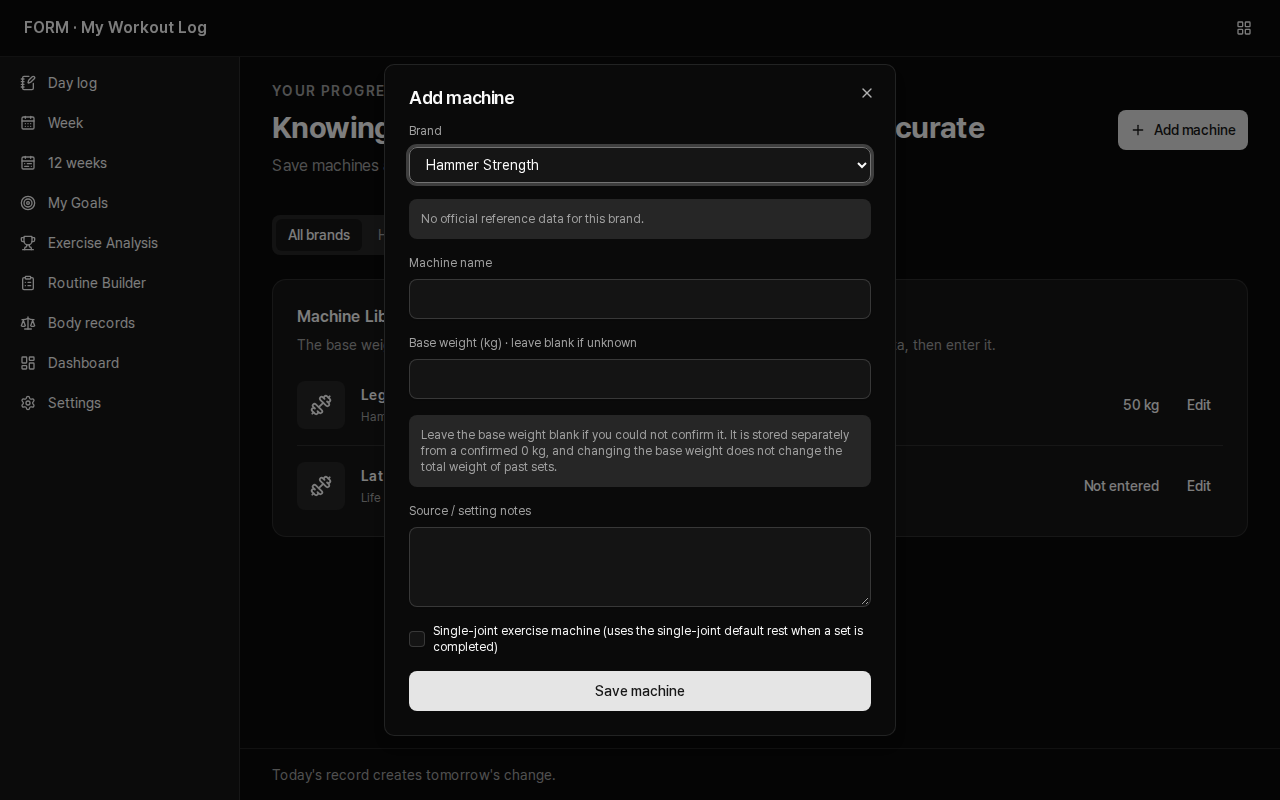 FORM · My Workout Log
Day log
Week
12 weeks
My Goals
Exercise Analysis
Routine Builder
Body records
Dashboard
Settings
YOUR PROGRE
Knowing
curate
Save machines
Add machine
All brands
Machine Lib
The base wei
a, then enter it.
Leg
Ham
50 kg
Edit
Lat
Life
Not entered
Edit
Today's record creates tomorrow's change.
Add machine
Brand
Hammer Strength
No official reference data for this brand.
Machine name
Base weight (kg) · leave blank if unknown
Leave the base weight blank if you could not confirm it. It is stored separately
from a confirmed 0 kg, and changing the base weight does not change the
total weight of past sets.
Source / setting notes
Single-joint exercise machine (uses the single-joint default rest when a set is
completed)
Save machine